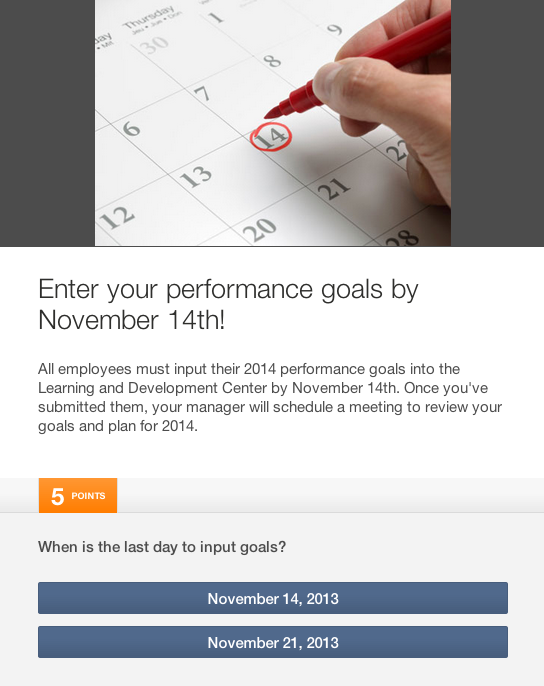 Thursday
Jeu • Jue • Don
30
1
9
8
7
6
14
13
12
21
20
28
Enter your performance goals by
November 14th!
All employees must input their 2014 performance goals into the
Learning and Development Center by November 14th. Once you've
submitted them, your manager will schedule a meeting to review your
goals and plan for 2014.
5 POINTS
When is the last day to input goals?
November 14, 2013
November 21, 2013